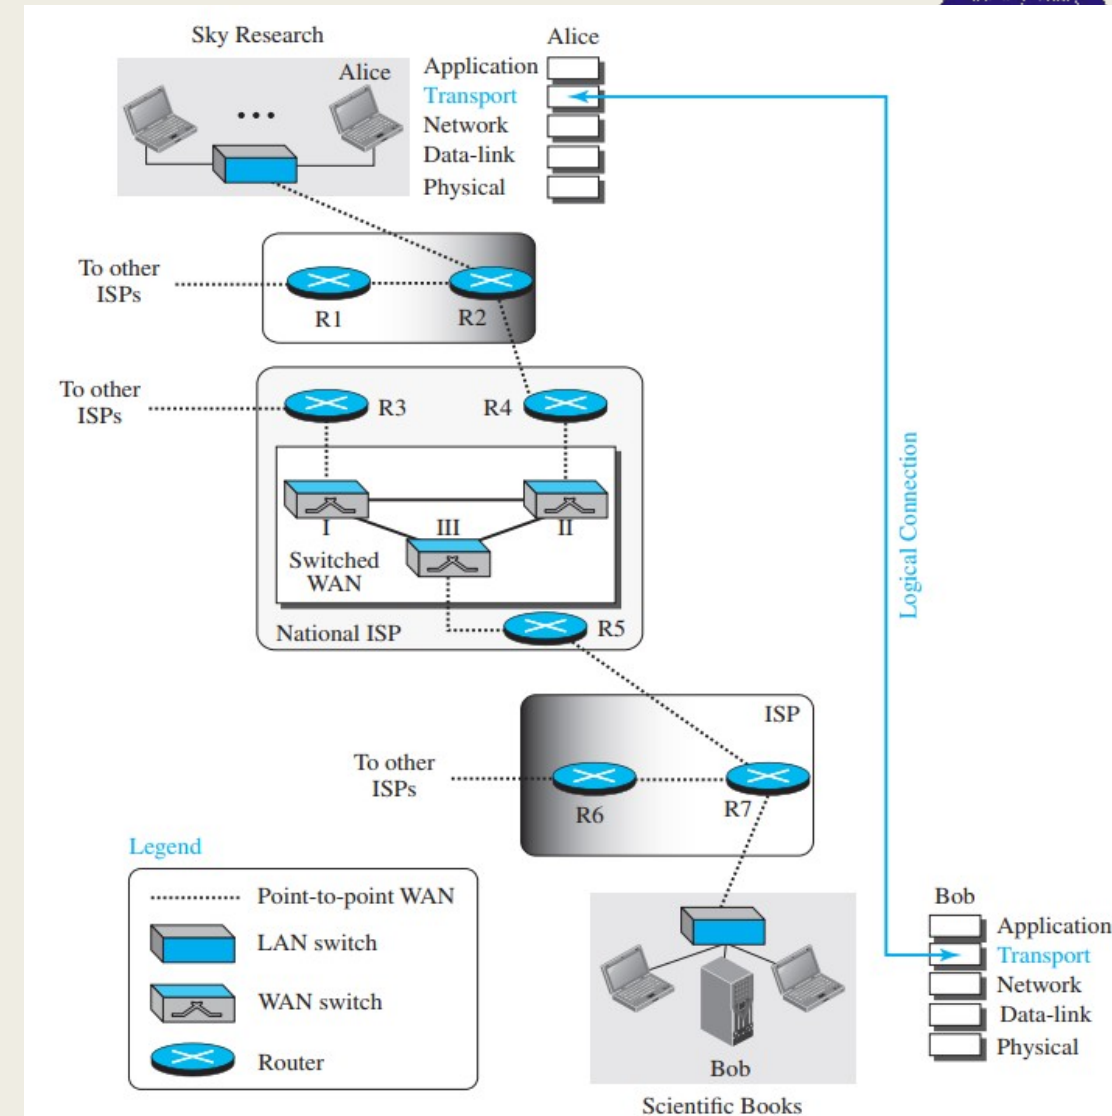 Sky Research
Alice
Alice
Application
Transport
Network
Data-link
Physical
To other
ISPs
R1
R2
To other
ISPs
R3
R4
I
III
II
Switched
WAN
National ISP
R5
Logical Connection
ISP
To other
ISPs
R6
R7
Legend
Point-to-point WAN
LAN switch
WAN switch
Router
Bob
Scientific Books
Bob
Application
Transport
Network
Data-link
Physical